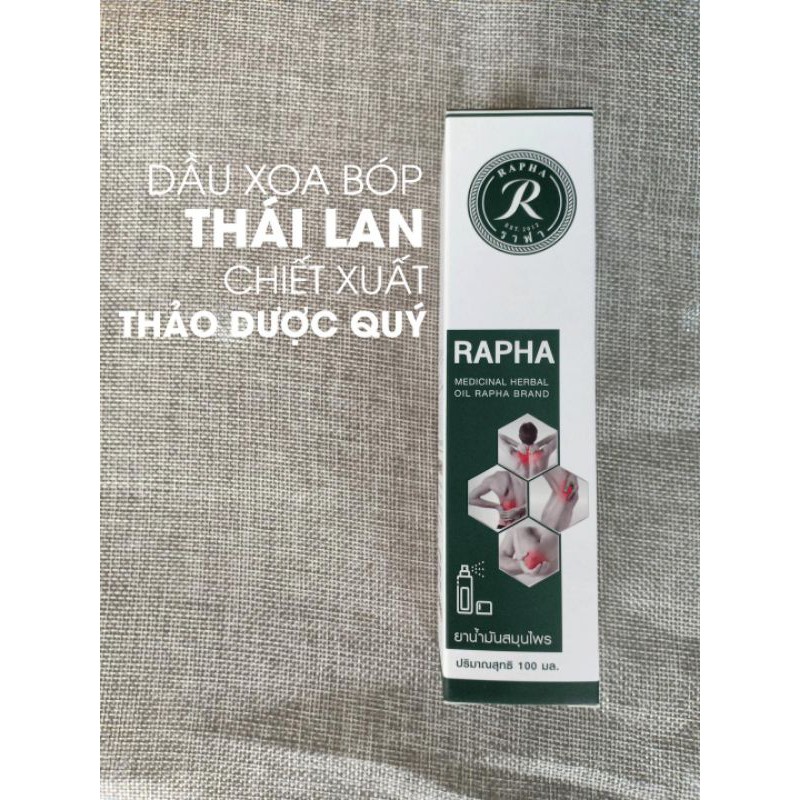 DẦU XOA BÓP
THÁI LAN
CHIẾT XUẤT
THẢO DƯỢC QUÝ
RAPHA
R
EST. 2012
ราฟา
RAPHA
MEDICINAL HERBAL
OIL RAPHA BRAND
ยาน้ำมันสมุนไพร
ปริมาณสุทธิ 100 มล.